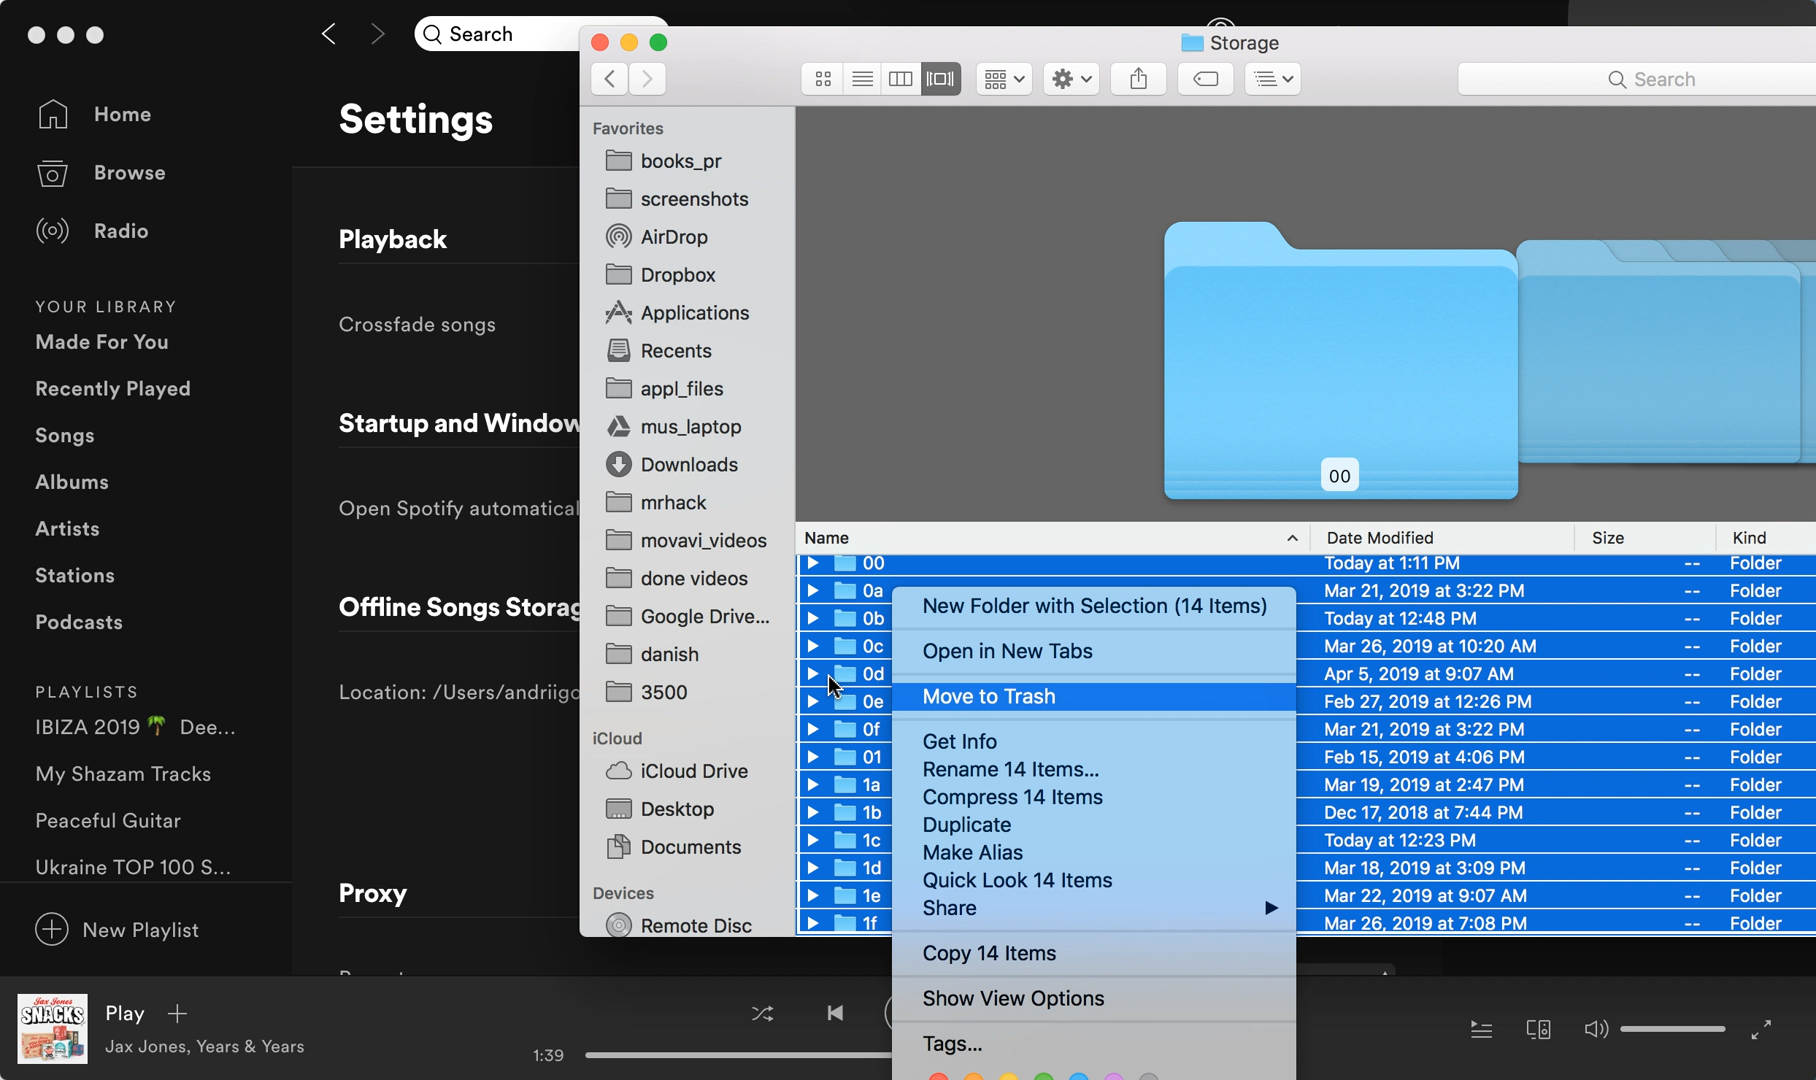 Search
Home
Browse
Radio
YOUR LIBRARY
Made For You
Recently Played
Songs
Albums
Artists
Stations
Podcasts
PLAYLISTS
IBIZA 2019 🌴 Dee...
My Shazam Tracks
Peaceful Guitar
Ukraine TOP 100 S...
New Playlist
Settings
Playback
Crossfade songs
Startup and Window
Open Spotify automatical
Offline Songs Storag
Location: /Users/andriigo
Proxy
Storage
Search
Favorites
books_pr
screenshots
AirDrop
Dropbox
Applications
Recents
appl_files
mus_laptop
Downloads
mrhack
movavi_videos
done videos
Google Drive...
danish
3500
iCloud
iCloud Drive
Desktop
Documents
Devices
Remote Disc
00
Name Date Modified Size Kind
00 Today at 1:11 PM -- Folder
0a Mar 21, 2019 at 3:22 PM -- Folder
0b Today at 12:48 PM -- Folder
0c Mar 26, 2019 at 10:20 AM -- Folder
0d Apr 5, 2019 at 9:07 AM -- Folder
0e Feb 27, 2019 at 12:26 PM -- Folder
0f Mar 21, 2019 at 3:22 PM -- Folder
01 Feb 15, 2019 at 4:06 PM -- Folder
1a Mar 19, 2019 at 2:47 PM -- Folder
1b Dec 17, 2018 at 7:44 PM -- Folder
1c Today at 12:23 PM -- Folder
1d Mar 18, 2019 at 3:09 PM -- Folder
1e Mar 22, 2019 at 9:07 AM -- Folder
1f Mar 26, 2019 at 7:08 PM -- Folder
New Folder with Selection (14 Items)
Open in New Tabs
Move to Trash
Get Info
Rename 14 Items...
Compress 14 Items
Duplicate
Make Alias
Quick Look 14 Items
Share
Copy 14 Items
Show View Options
Tags...
Jax Jones
SNACKS
Play
Jax Jones, Years & Years
1:39